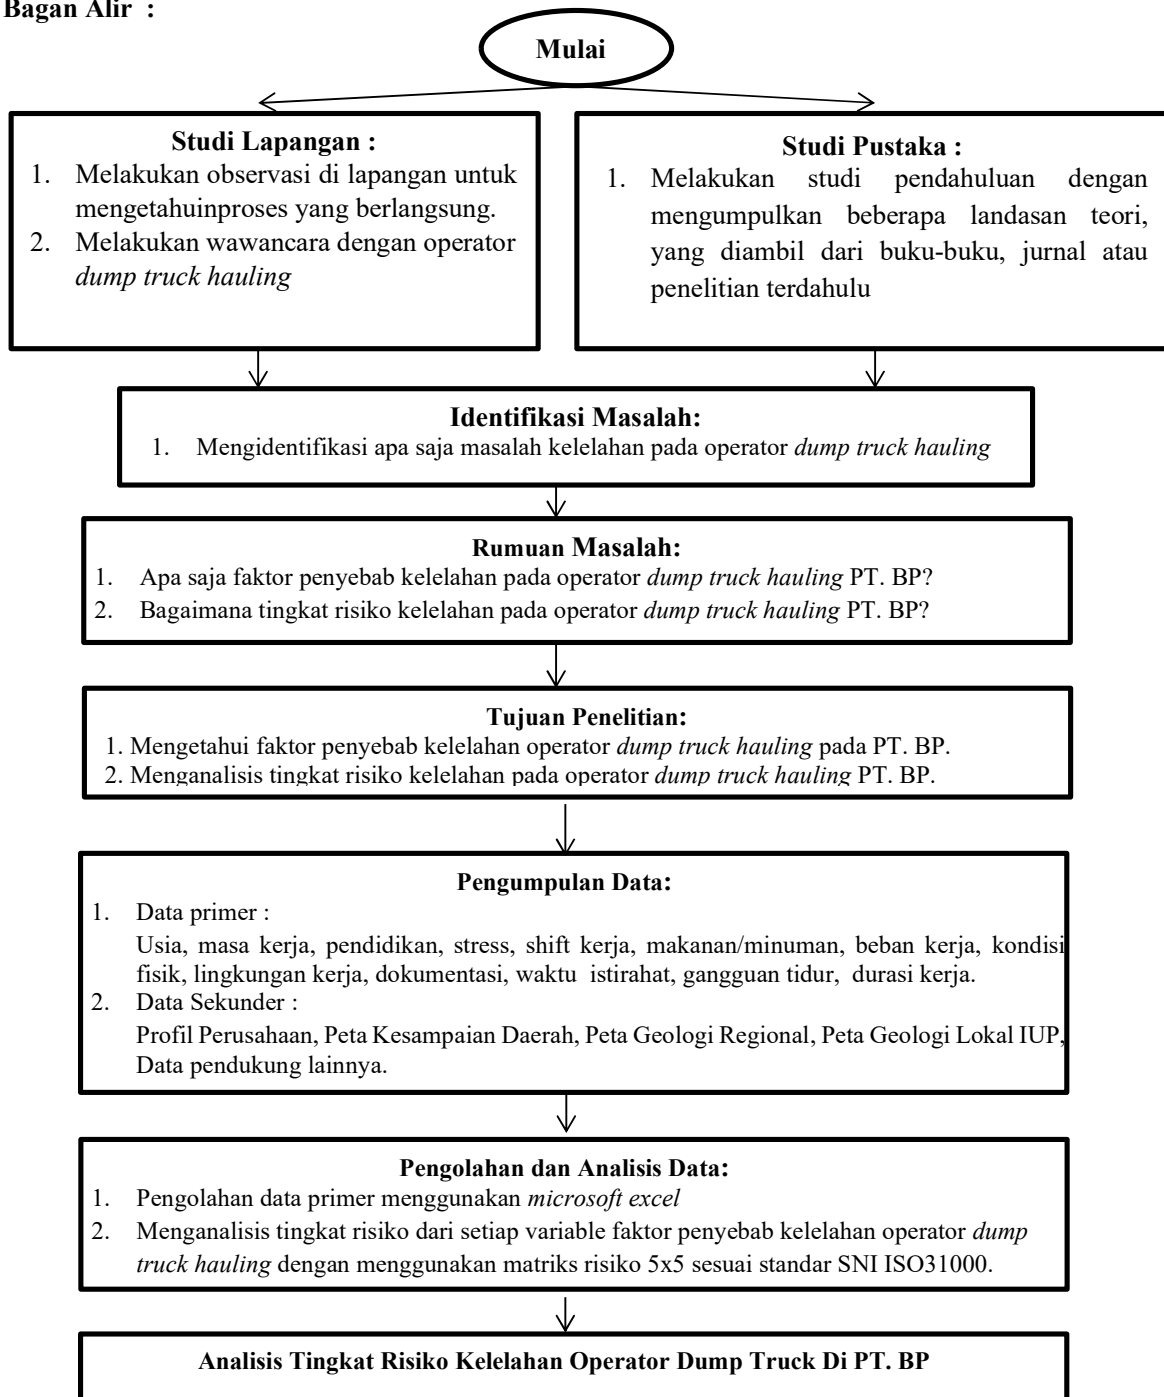 Bagan Alir :
Mulai
Studi Lapangan :
1. Melakukan observasi di lapangan untuk
mengetahuinproses yang berlangsung.
2. Melakukan wawancara dengan operator
dump truck hauling
Studi Pustaka :
1. Melakukan studi pendahuluan dengan
mengumpulkan beberapa landasan teori,
yang diambil dari buku-buku, jurnal atau
penelitian terdahulu
Identifikasi Masalah:
1. Mengidentifikasi apa saja masalah kelelahan pada operator dump truck hauling
Rumuan Masalah:
1. Apa saja faktor penyebab kelelahan pada operator dump truck hauling PT. BP?
2. Bagaimana tingkat risiko kelelahan pada operator dump truck hauling PT. BP?
Tujuan Penelitian:
1. Mengetahui faktor penyebab kelelahan operator dump truck hauling pada PT. BP.
2. Menganalisis tingkat risiko kelelahan pada operator dump truck hauling PT. BP.
Pengumpulan Data:
1. Data primer :
Usia, masa kerja, pendidikan, stress, shift kerja, makanan/minuman, beban kerja, kondisi
fisik, lingkungan kerja, dokumentasi, waktu istirahat, gangguan tidur, durasi kerja.
2. Data Sekunder :
Profil Perusahaan, Peta Kesampaian Daerah, Peta Geologi Regional, Peta Geologi Lokal IUP,
Data pendukung lainnya.
Pengolahan dan Analisis Data:
1. Pengolahan data primer menggunakan microsoft excel
2. Menganalisis tingkat risiko dari setiap variable faktor penyebab kelelahan operator dump
truck hauling dengan menggunakan matriks risiko 5x5 sesuai standar SNI ISO31000.
Analisis Tingkat Risiko Kelelahan Operator Dump Truck Di PT. BP